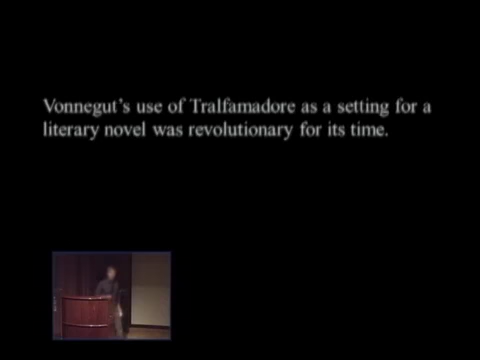 Vonnegut's use of Tralfamadore as a setting for a
literary novel was revolutionary for its time.